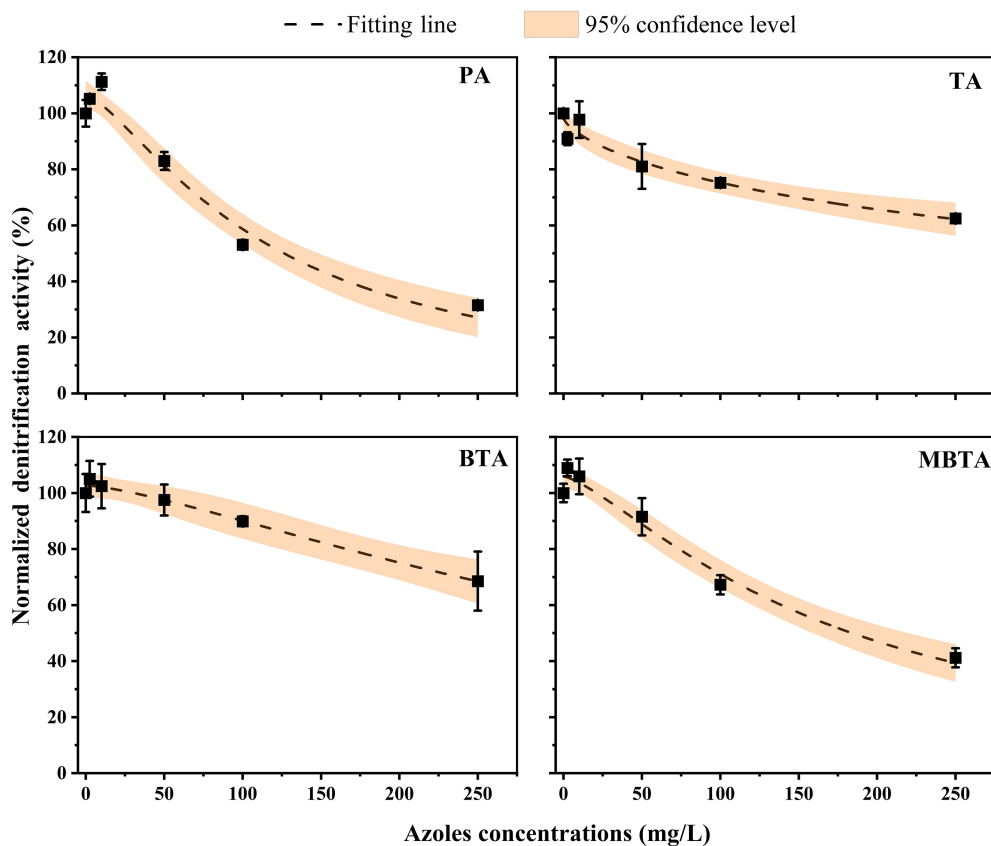 Fitting line 95% confidence level
Normalized denitrification activity (%)
PA
120
100
80
60
40
20
0
TA
BTA
120
100
80
60
40
20
0
0 50 100 150 200 250
MBTA
0 50 100 150 200 250
Azoles concentrations (mg/L)